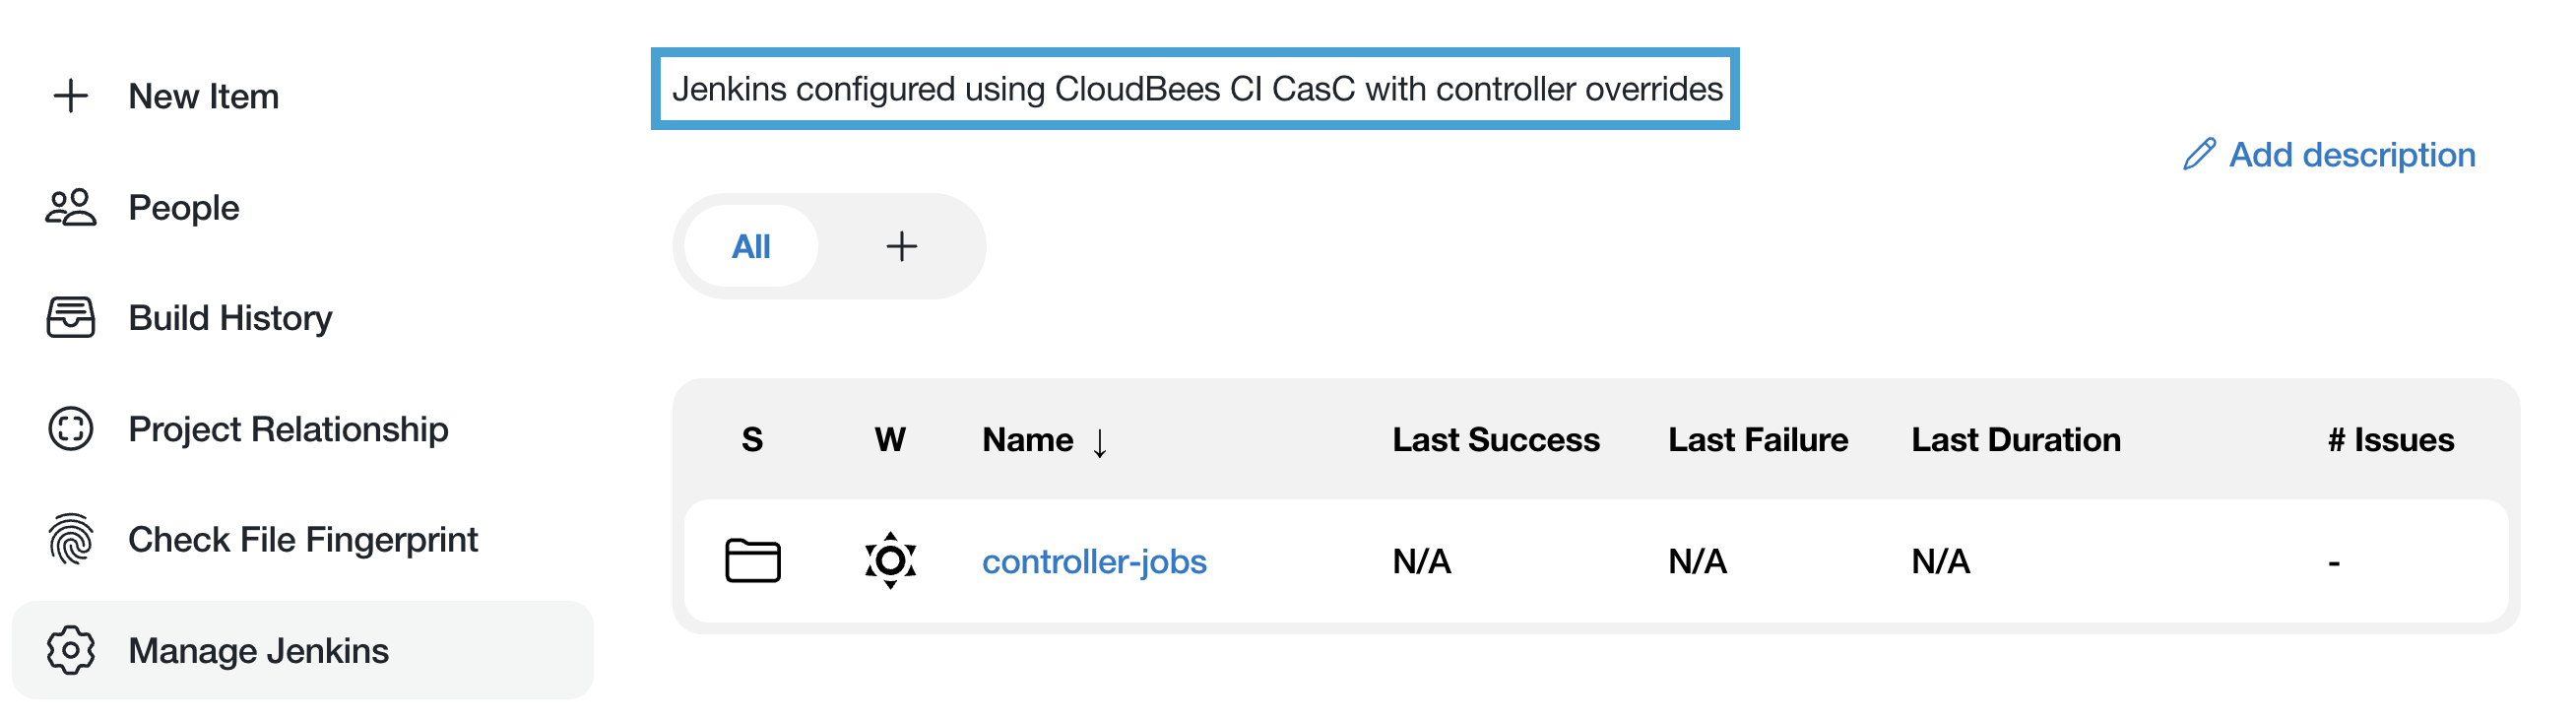 New Item
People
Build History
Project Relationship
Check File Fingerprint
Manage Jenkins
Jenkins configured using CloudBees CI CasC with controller overrides
Add description
All +
S W Name ↓ Last Success Last Failure Last Duration # Issues
controller-jobs N/A N/A N/A -